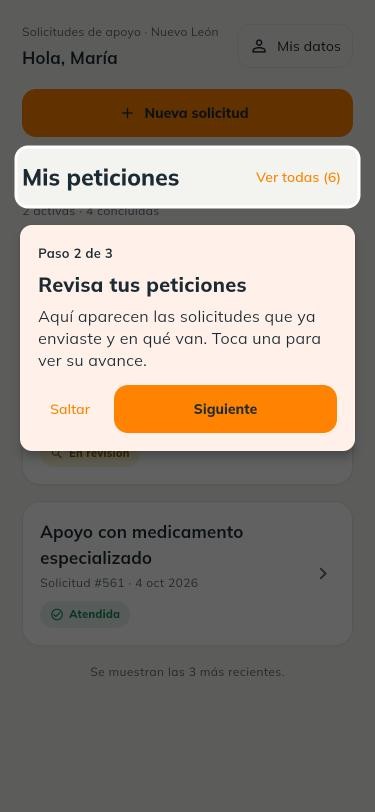 Solicitudes de apoyo · Nuevo León
Hola, María
Mis datos
Nueva solicitud
Mis peticiones
Ver todas (6)
2 activas · 4 concluidas
Paso 2 de 3
Revisa tus peticiones
Aquí aparecen las solicitudes que ya
enviaste y en qué van. Toca una para
ver su avance.
Saltar
Siguiente
En revisión
Apoyo con medicamento
especializado
Solicitud #561 · 4 oct 2026
Atendida
Se muestran las 3 más recientes.